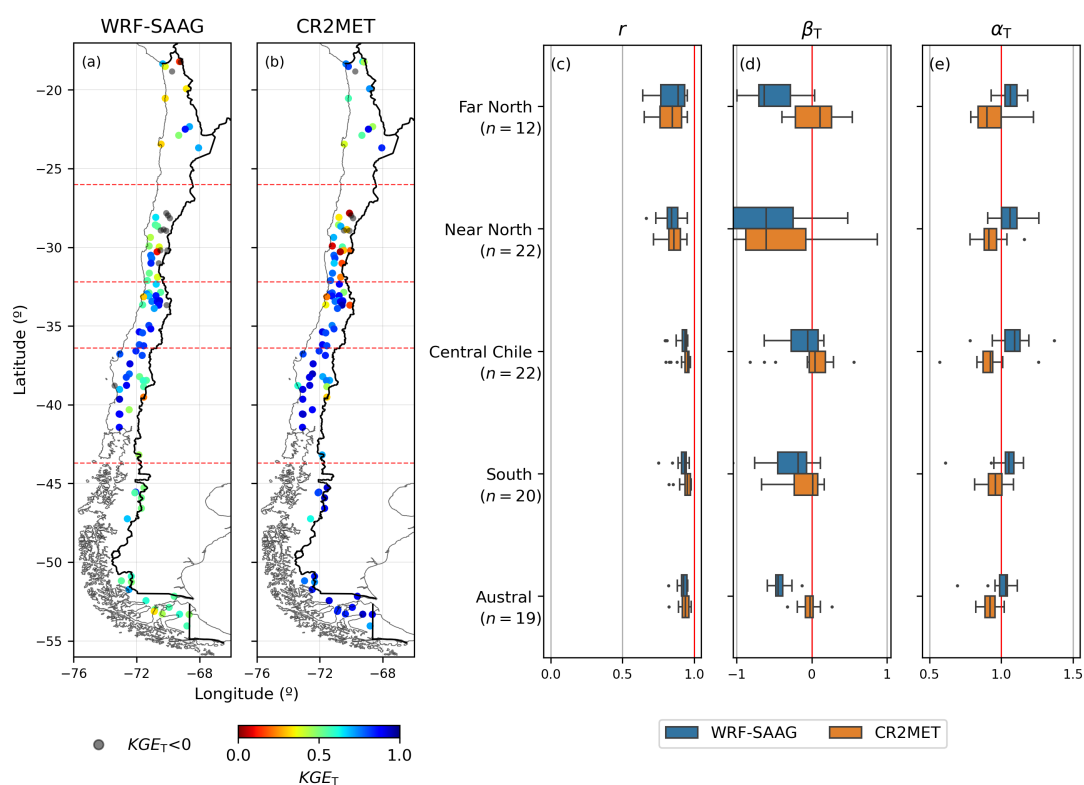 WRF-SAAG
CR2MET
r
β_T
α_T
(a)
(b)
(c)
(d)
(e)
−20
−25
−30
−35
−40
−45
−50
−55
Latitude (º)
−76
−72
−68
−76
−72
−68
Longitude (º)
Far North
(n = 12)
Near North
(n = 22)
Central Chile
(n = 22)
South
(n = 20)
Austral
(n = 19)
0.0
0.5
1.0
−1
0
1
0.5
1.0
1.5
KGE_T<0
0.0
0.5
1.0
KGE_T
WRF-SAAG
CR2MET